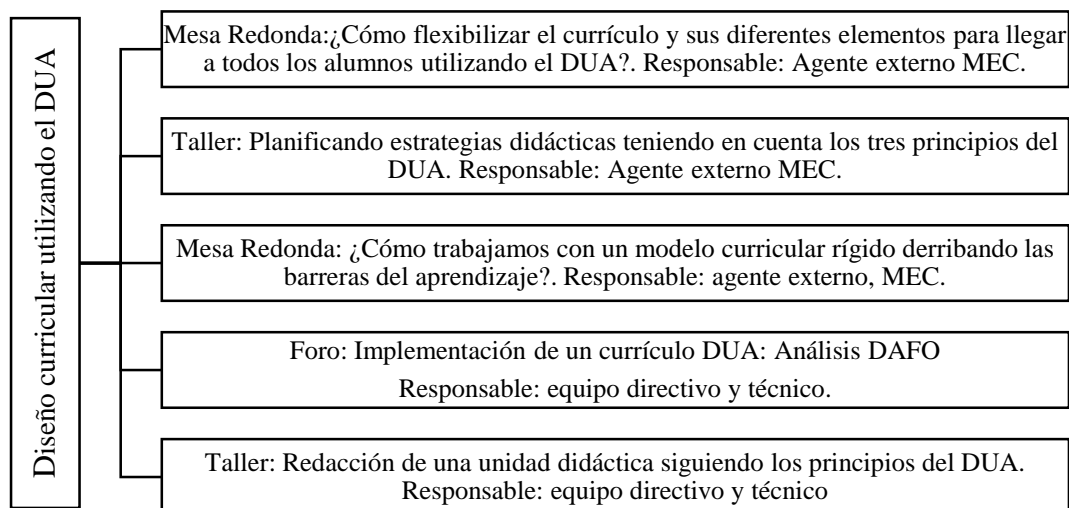 Diseño curricular utilizando el DUA
Mesa Redonda:¿Cómo flexibilizar el currículo y sus diferentes elementos para llegar
a todos los alumnos utilizando el DUA?. Responsable: Agente externo MEC.
Taller: Planificando estrategias didácticas teniendo en cuenta los tres principios del
DUA. Responsable: Agente externo MEC.
Mesa Redonda: ¿Cómo trabajamos con un modelo curricular rígido derribando las
barreras del aprendizaje?. Responsable: agente externo, MEC.
Foro: Implementación de un currículo DUA: Análisis DAFO
Responsable: equipo directivo y técnico.
Taller: Redacción de una unidad didáctica siguiendo los principios del DUA.
Responsable: equipo directivo y técnico